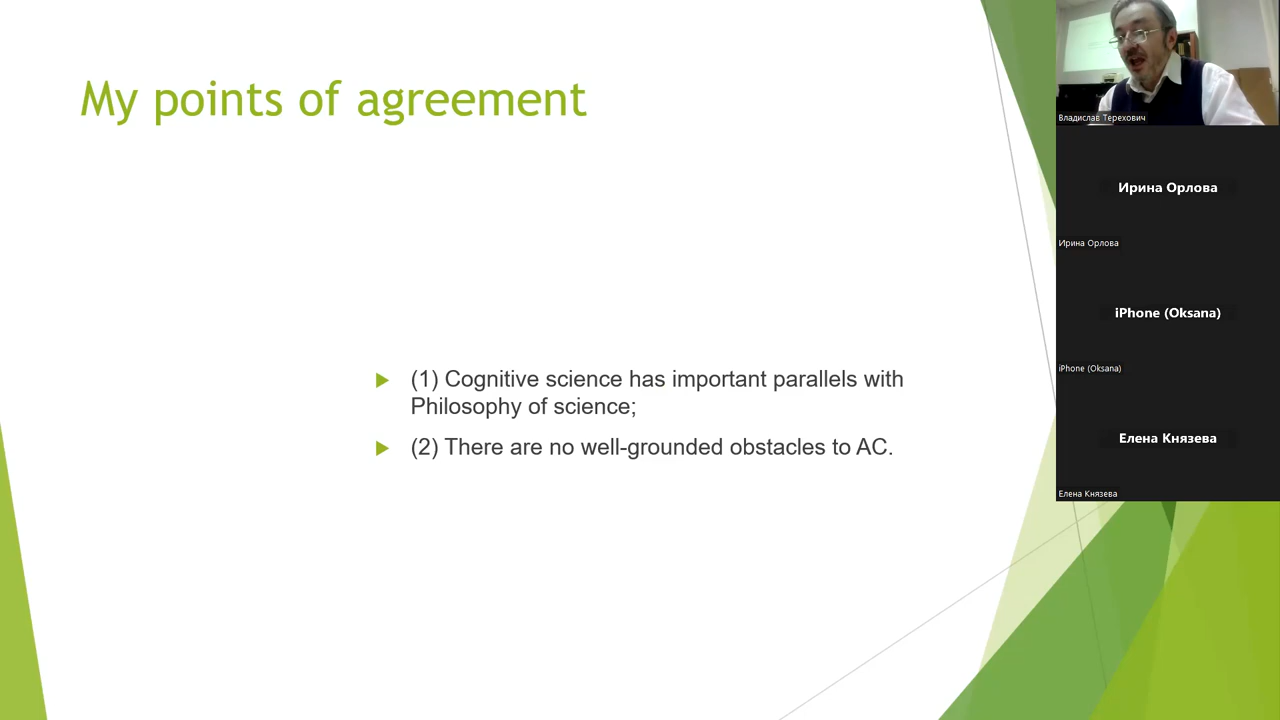 My points of agreement
(1) Cognitive science has important parallels with
Philosophy of science;
(2) There are no well-grounded obstacles to AC.
Владислав Терехович
Ирина Орлова
Ирина Орлова
iPhone (Oksana)
iPhone (Oksana)
Елена Князева
Елена Князева